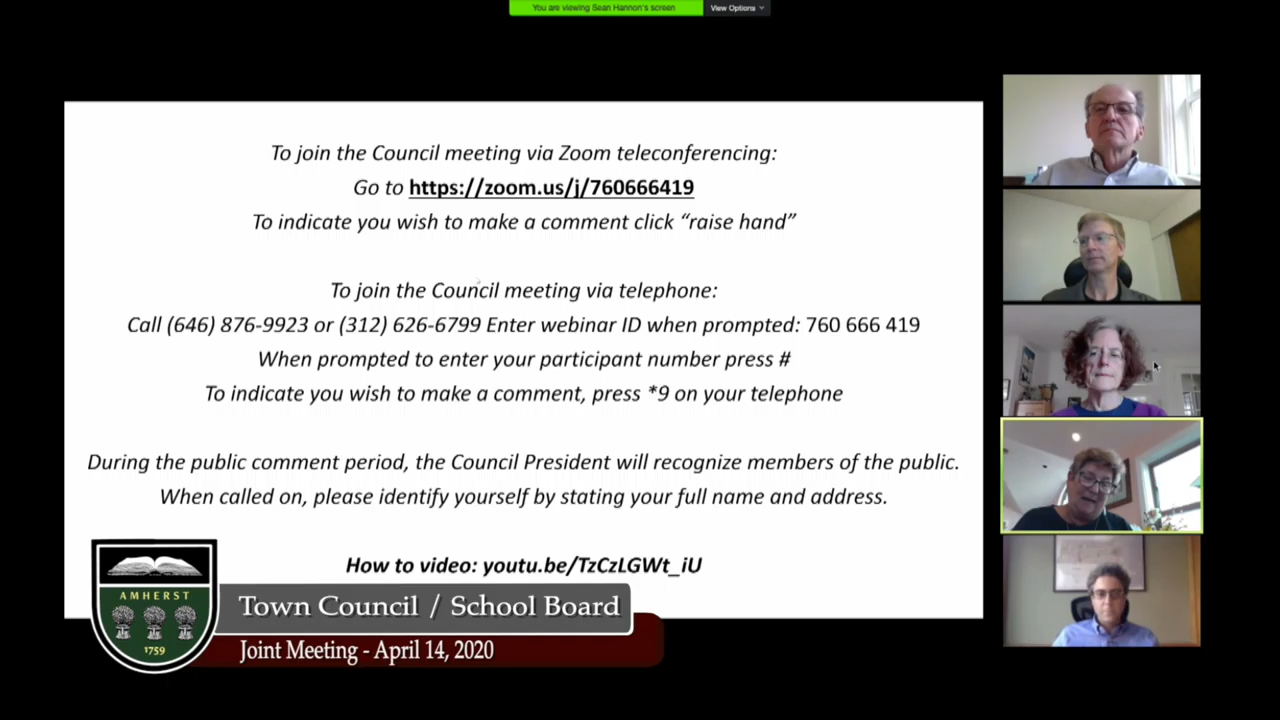 You are viewing Sean Hannon's screen View Options
To join the Council meeting via Zoom teleconferencing:
Go to https://zoom.us/j/760666419
To indicate you wish to make a comment click “raise hand”
To join the Council meeting via telephone:
Call (646) 876-9923 or (312) 626-6799 Enter webinar ID when prompted: 760 666 419
When prompted to enter your participant number press #
To indicate you wish to make a comment, press *9 on your telephone
During the public comment period, the Council President will recognize members of the public.
When called on, please identify yourself by stating your full name and address.
How to video: youtu.be/TzCzLGWt_iU
AMHERST
1759
Town Council / School Board
Joint Meeting - April 14, 2020